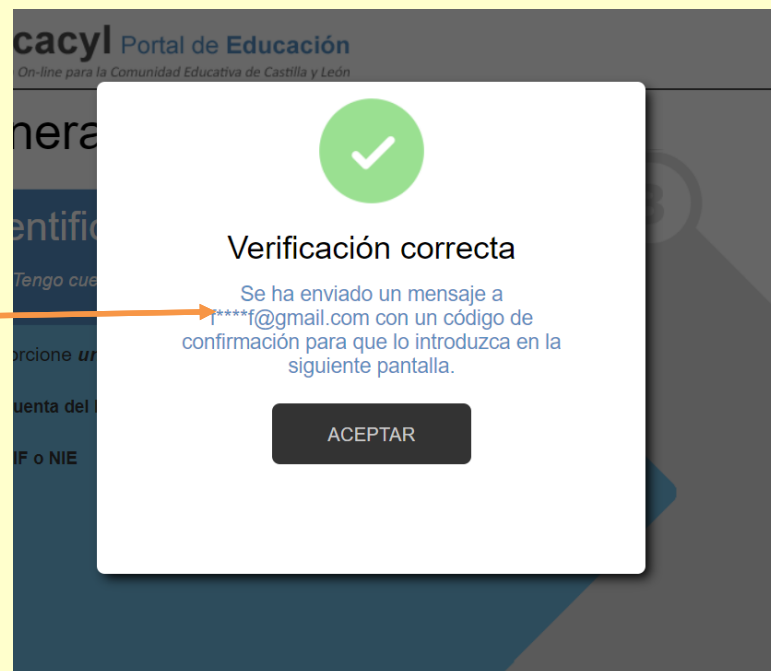 cacyl Portal de Educación
On-line para la Comunidad Educativa de Castilla y León
nera
3
entific
Tengo cue
orcione un
uenta del
IF o NIE
Verificación correcta
Se ha enviado un mensaje a
f****f@gmail.com con un código de
confirmación para que lo introduzca en la
siguiente pantalla.
ACEPTAR